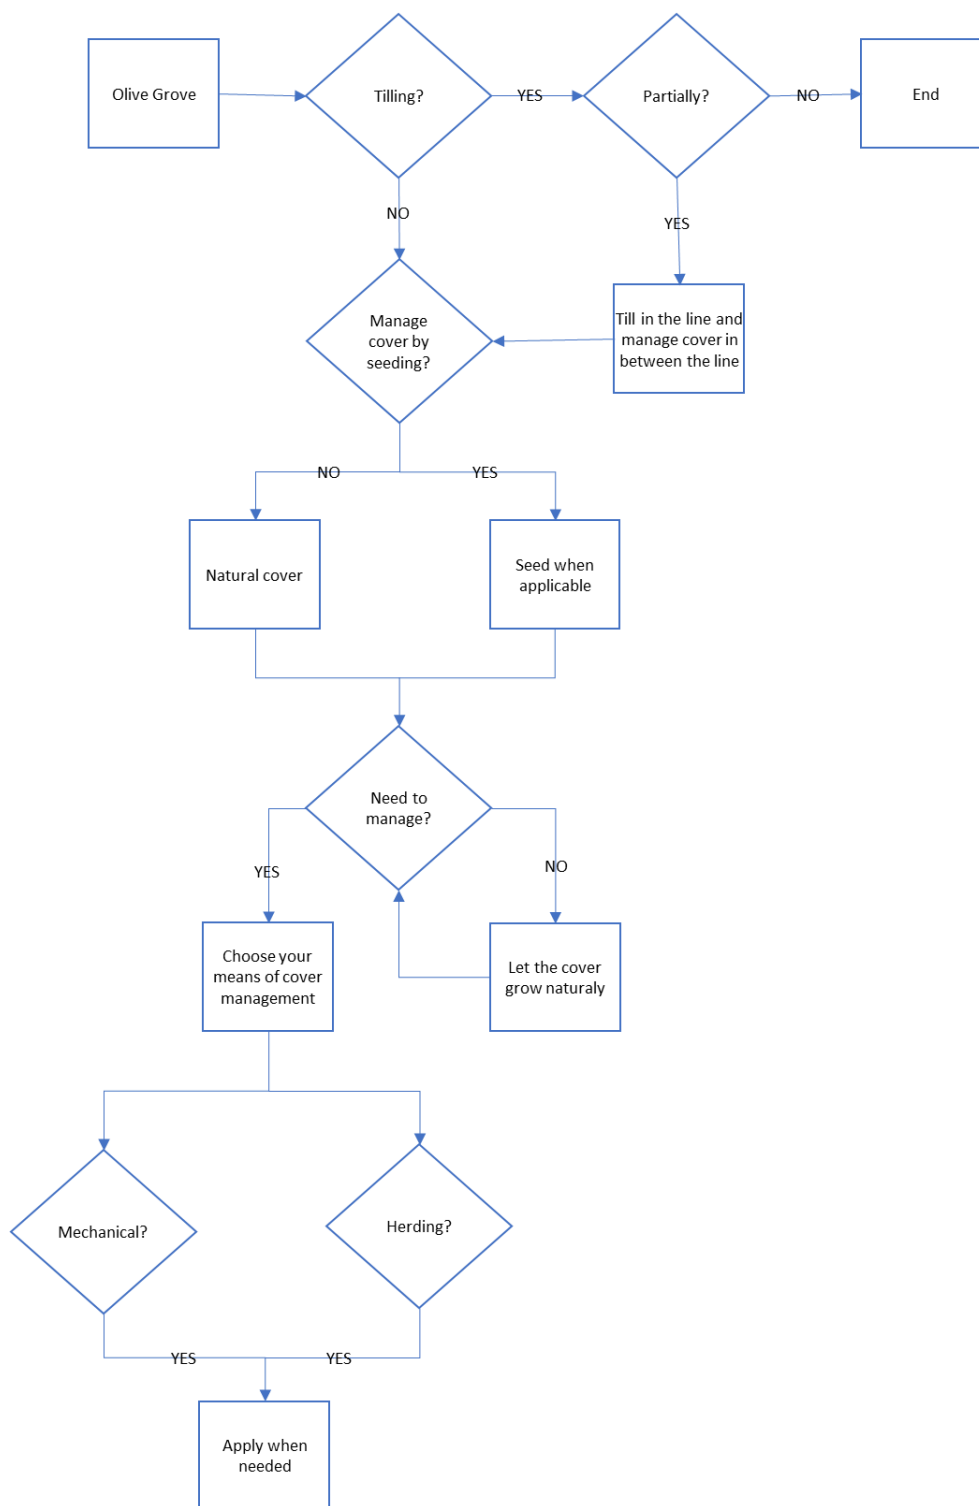 Olive Grove
Tilling?
YES
Partially?
NO
End
NO
YES
Manage
cover by
seeding?
Till in the line and
manage cover in
between the line
NO
YES
Natural cover
Seed when
applicable
Need to
manage?
YES
NO
Choose your
means of cover
management
Let the cover
grow naturaly
Mechanical?
Herding?
YES
YES
Apply when
needed